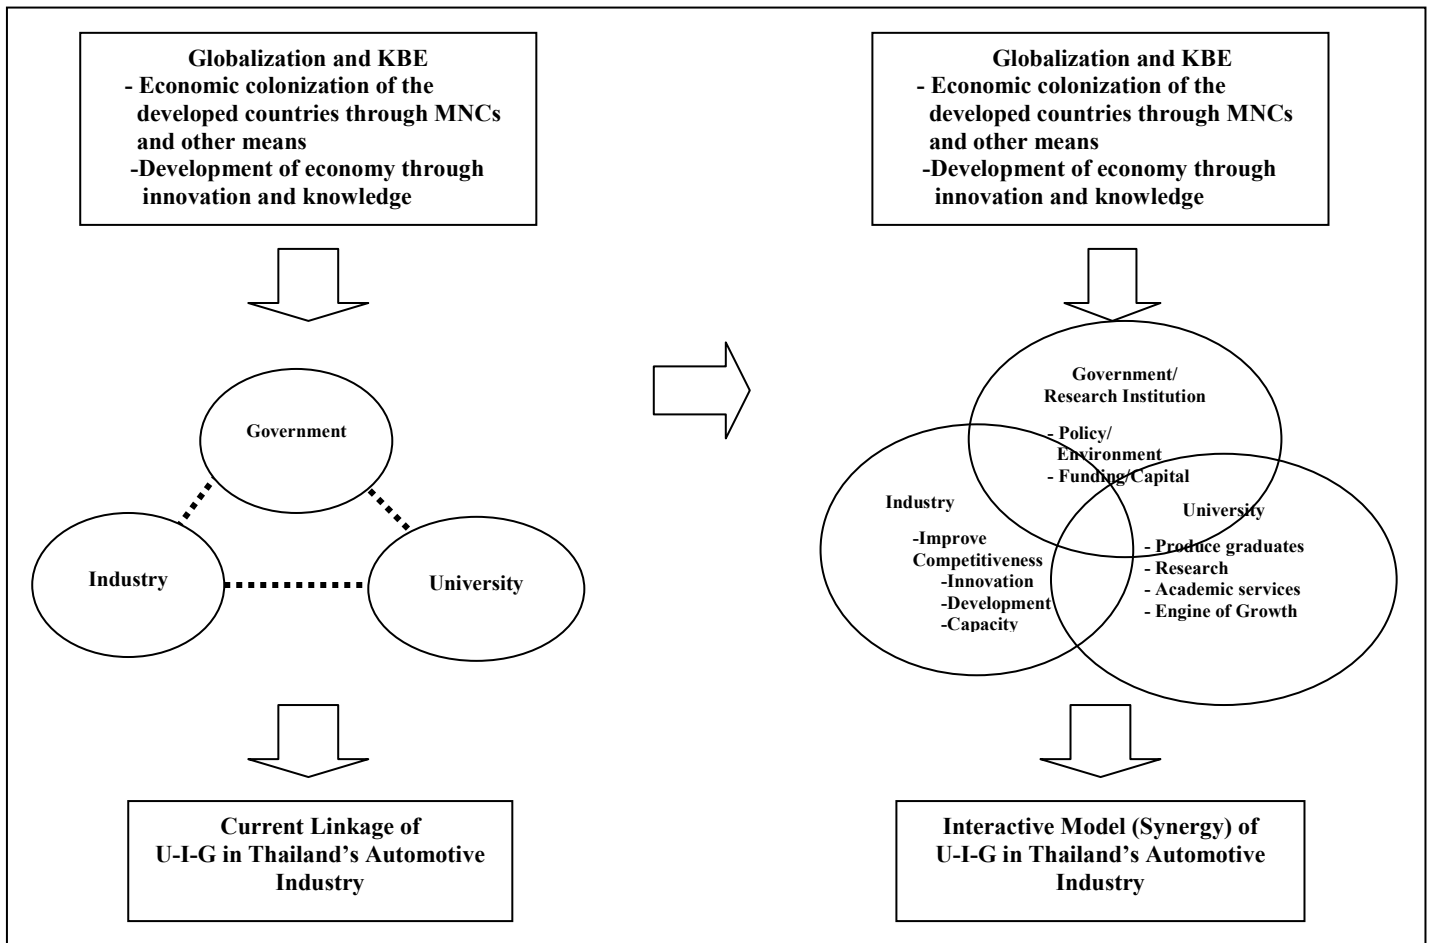 Globalization and KBE
- Economic colonization of the
developed countries through MNCs
and other means
-Development of economy through
innovation and knowledge
Government
Industry
University
Current Linkage of
U-I-G in Thailand's Automotive
Industry
Globalization and KBE
- Economic colonization of the
developed countries through MNCs
and other means
-Development of economy through
innovation and knowledge
Government/
Research Institution
- Policy/
Environment
- Funding/Capital
Industry
-Improve
Competitiveness
-Innovation
-Development
-Capacity
University
- Produce graduates
- Research
- Academic services
- Engine of Growth
Interactive Model (Synergy) of
U-I-G in Thailand's Automotive
Industry